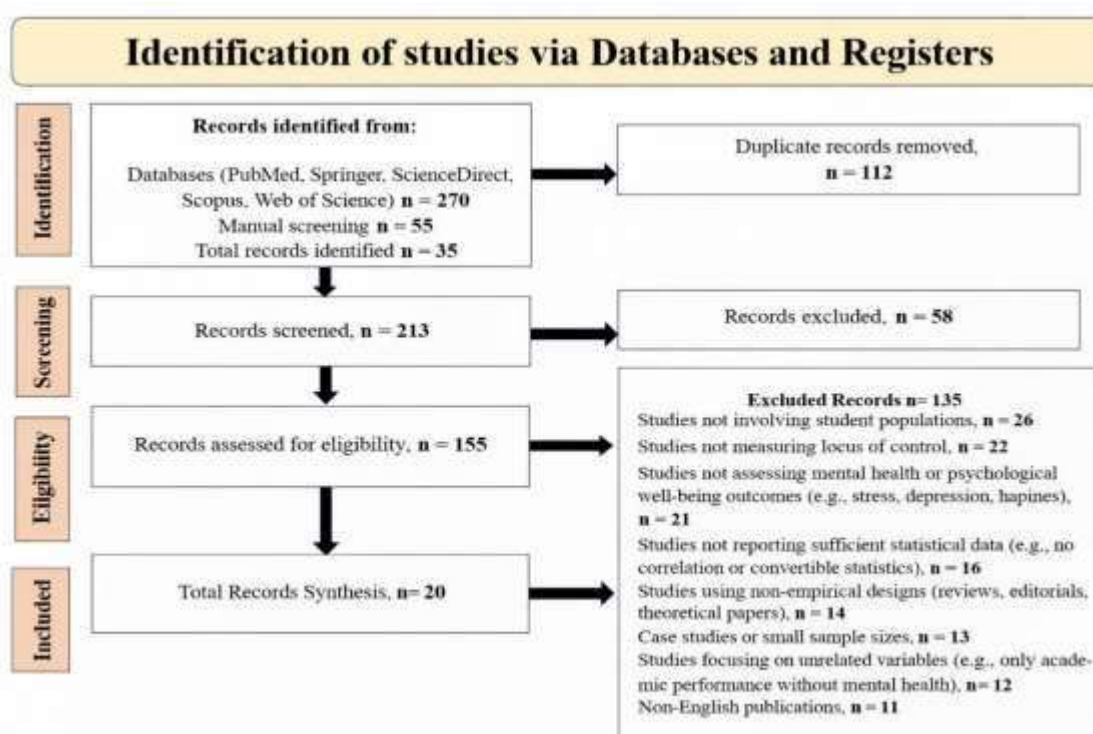 Identification of studies via Databases and Registers
Identification
Records identified from:
Databases (PubMed, Springer, ScienceDirect,
Scopus, Web of Science) n = 270
Manual screening n = 55
Total records identified n = 35
Duplicate records removed,
n = 112
Screening
Records screened, n = 213
Records excluded, n = 58
Eligibility
Records assessed for eligibility, n = 155
Excluded Records n= 135
Studies not involving student populations, n = 26
Studies not measuring locus of control, n = 22
Studies not assessing mental health or psychological
well-being outcomes (e.g., stress, depression, hapines),
n = 21
Studies not reporting sufficient statistical data (e.g., no
correlation or convertible statistics), n = 16
Studies using non-empirical designs (reviews, editorials,
theoretical papers), n = 14
Case studies or small sample sizes, n = 13
Studies focusing on unrelated variables (e.g., only acade-
mic performance without mental health), n= 12
Non-English publications, n = 11
Included
Total Records Synthesis, n= 20